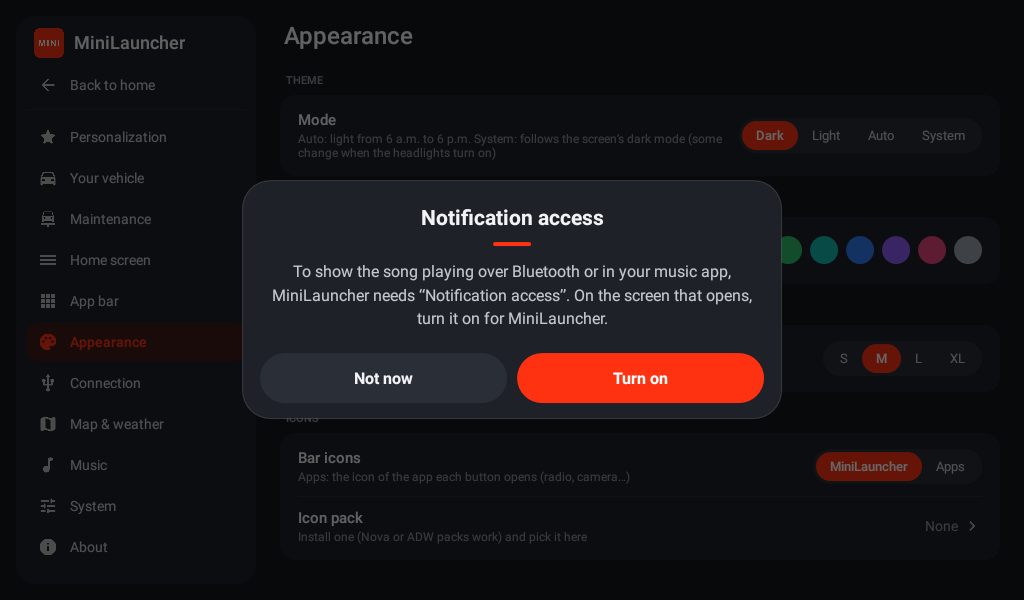 MINI
MiniLauncher
Back to home
Personalization
Your vehicle
Maintenance
Home screen
App bar
Appearance
Connection
Map & weather
Music
System
About
Appearance
THEME
Mode
Auto: light from 6 a.m. to 6 p.m. System: follows the screen's dark mode (some
change when the headlights turn on)
Dark
Light
Auto
System
Notification access
To show the song playing over Bluetooth or in your music app,
MiniLauncher needs “Notification access”. On the screen that opens,
turn it on for MiniLauncher.
Not now
Turn on
S
M
L
XL
ICONS
Bar icons
Apps: the icon of the app each button opens (radio, camera…)
MiniLauncher
Apps
Icon pack
Install one (Nova or ADW packs work) and pick it here
None